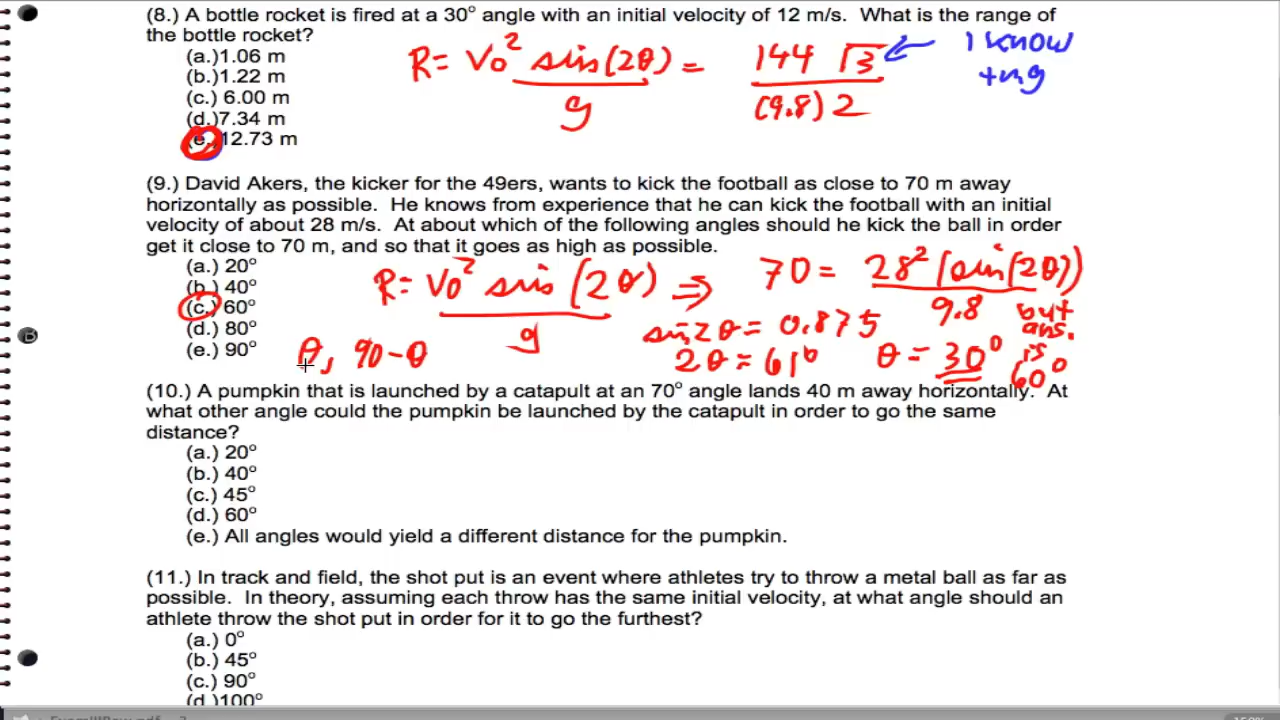 (8.) A bottle rocket is fired at a 30° angle with an initial velocity of 12 m/s. What is the range of
the bottle rocket?
(a.)1.06 m
(b.)1.22 m
(c.) 6.00 m
(d.)7.34 m
(e.)12.73 m
R= Vo² sin(2θ) = 144 √3
g (9.8) 2
I know
trig
(9.) David Akers, the kicker for the 49ers, wants to kick the football as close to 70 m away
horizontally as possible. He knows from experience that he can kick the football with an initial
velocity of about 28 m/s. At about which of the following angles should he kick the ball in order
get it close to 70 m, and so that it goes as high as possible.
(a.) 20°
(b.) 40°
(c.) 60°
(d.) 80°
(e.) 90°
R= Vo² sin (2θ) ⇒ 70 = 28² (sin(2θ))
g 9.8
sin2θ = 0.875
2θ = 61° θ = 30°
but
ans.
is
60°
θ, 90-θ
(10.) A pumpkin that is launched by a catapult at an 70° angle lands 40 m away horizontally. At
what other angle could the pumpkin be launched by the catapult in order to go the same
distance?
(a.) 20°
(b.) 40°
(c.) 45°
(d.) 60°
(e.) All angles would yield a different distance for the pumpkin.
(11.) In track and field, the shot put is an event where athletes try to throw a metal ball as far as
possible. In theory, assuming each throw has the same initial velocity, at what angle should an
athlete throw the shot put in order for it to go the furthest?
(a.) 0°
(b.) 45°
(c.) 90°
(d.)100°